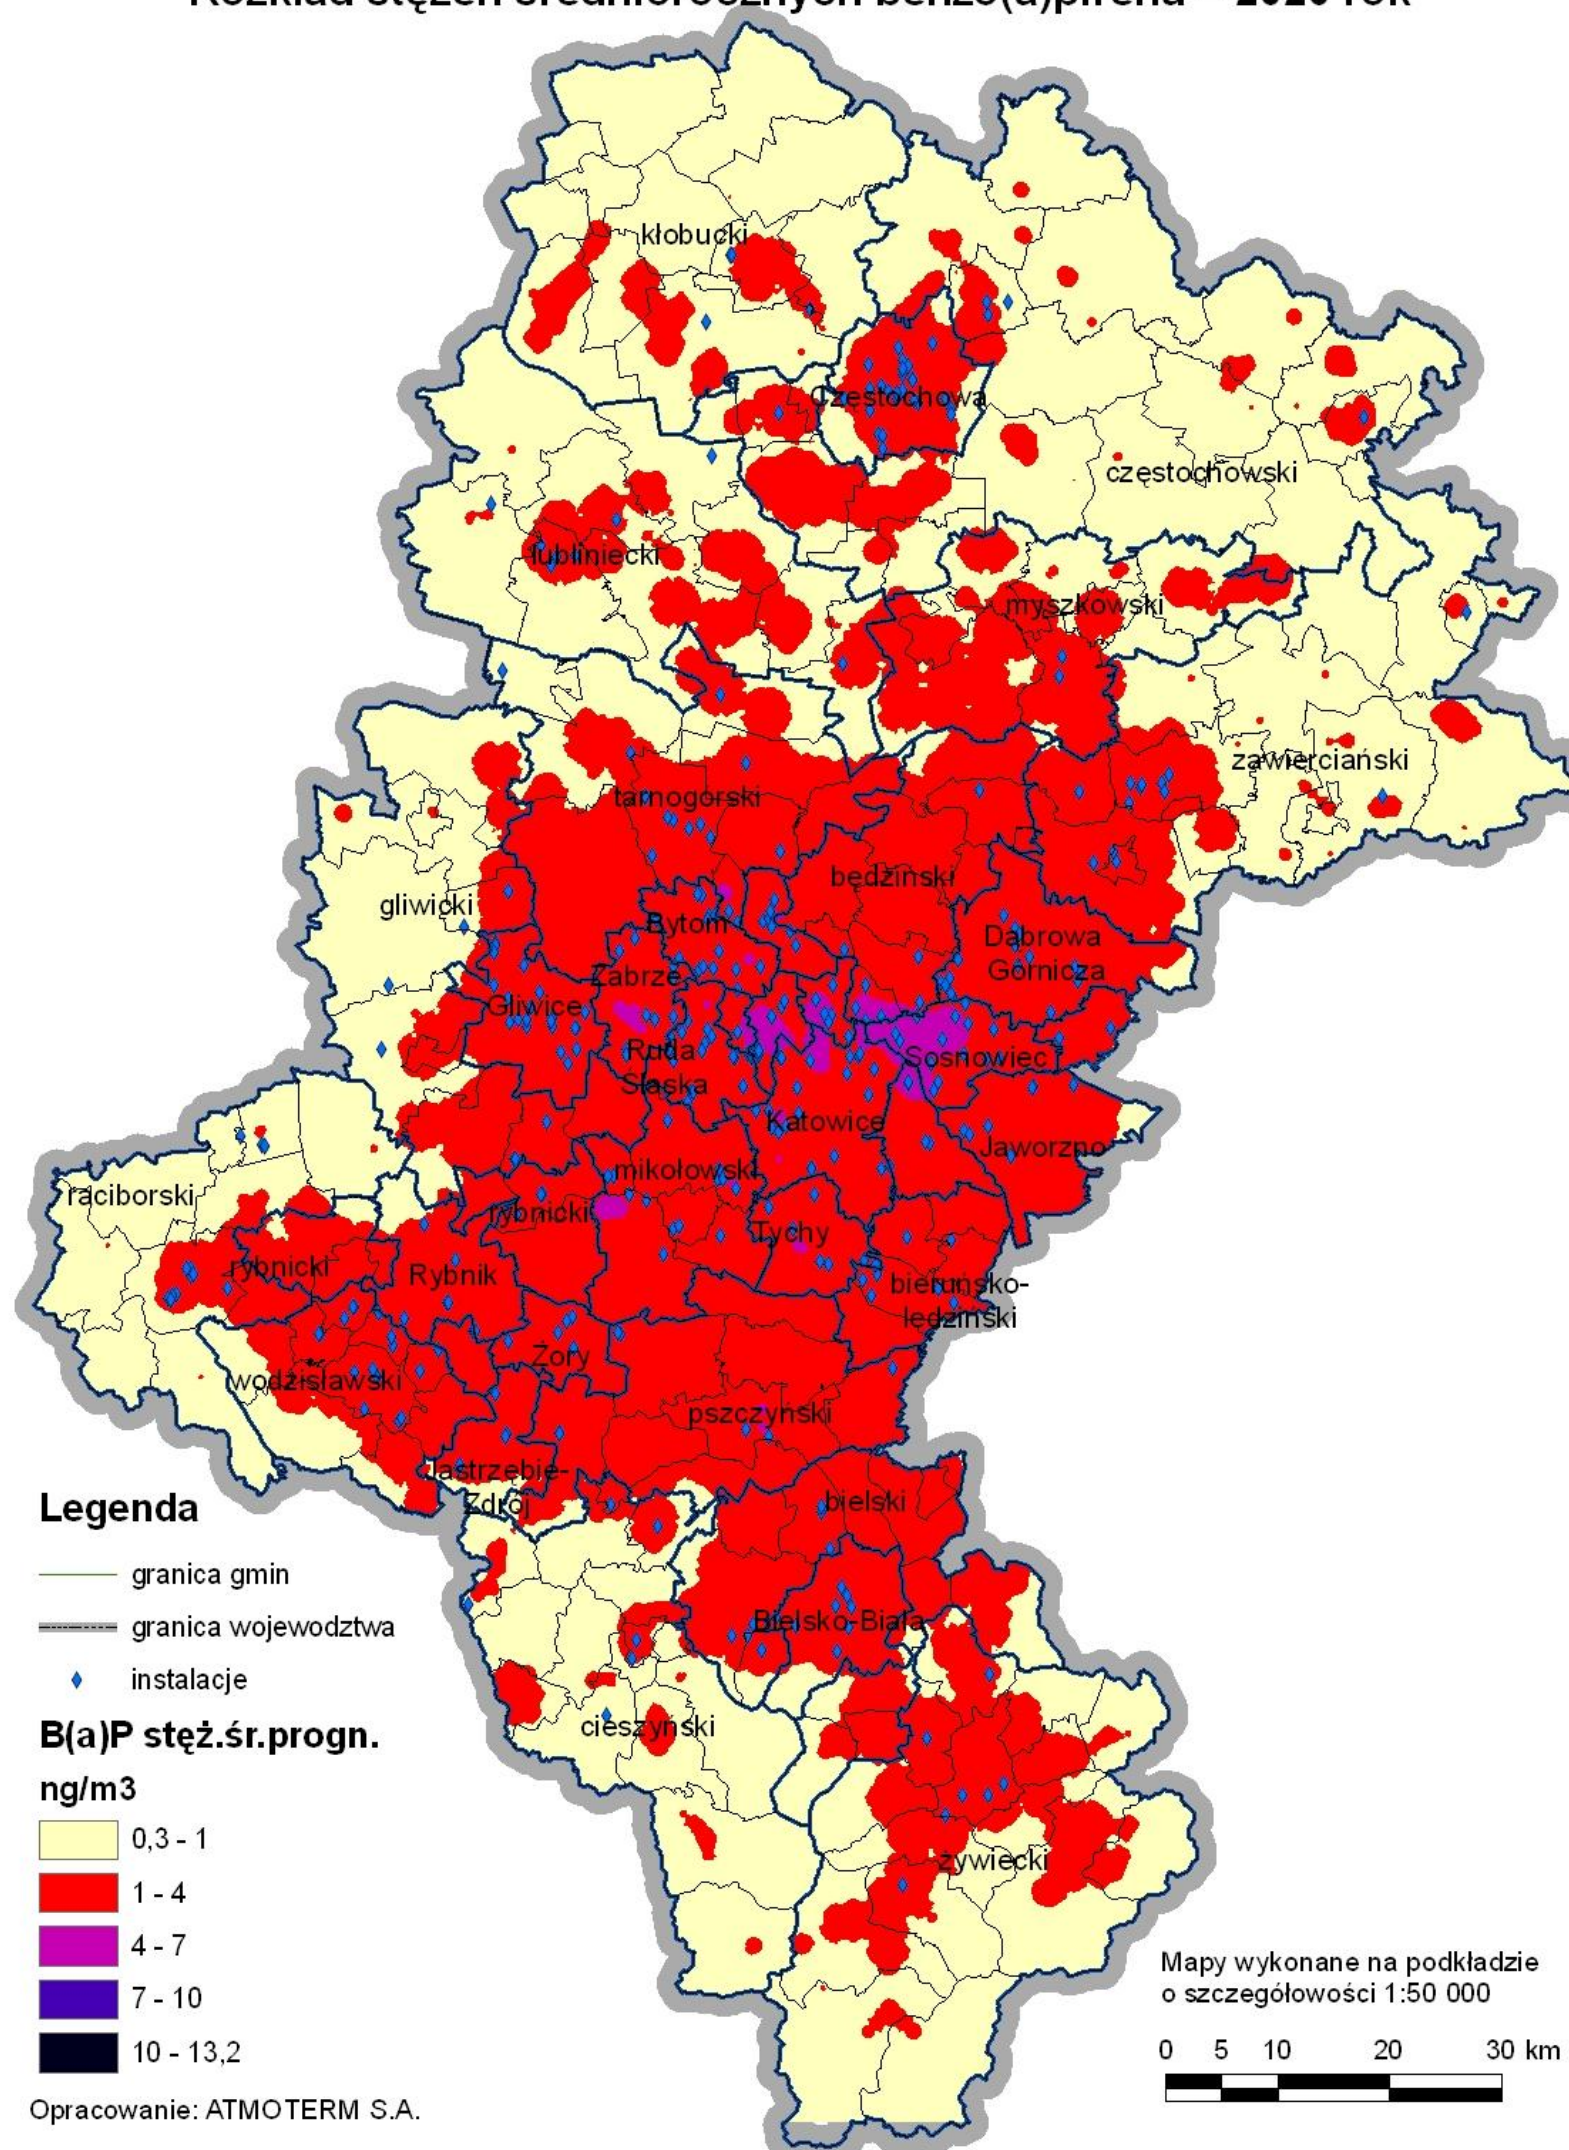 Rozkład stężeń średniorocznych benzo(a)pirenu - 2020 rok
kłobucki
Częstochowa
częstochowski
lubliniecki
myszkowski
zawierciański
tarnogórski
będziński
gliwicki
Bytom
Dąbrowa
Górnicza
Zabrze
Gliwice
Ruda
Śląska
Sosnowiec
Katowice
Jaworzno
mikołowski
raciborski
rybnicki
Tychy
rybnicki
Rybnik
bieruńsko-
lędziński
Żory
wodzisławski
pszczyński
Jastrzębie-
Zdrój
bielski
Bielsko-Biała
cieszyński
żywiecki
Legenda
granica gmin
granica wojewodztwa
instalacje
B(a)P stęż.śr.progn.
ng/m3
0,3 - 1
1 - 4
4 - 7
7 - 10
10 - 13,2
Opracowanie: ATMOTERM S.A.
Mapy wykonane na podkładzie
o szczegółowości 1:50 000
0 5 10 20 30 km